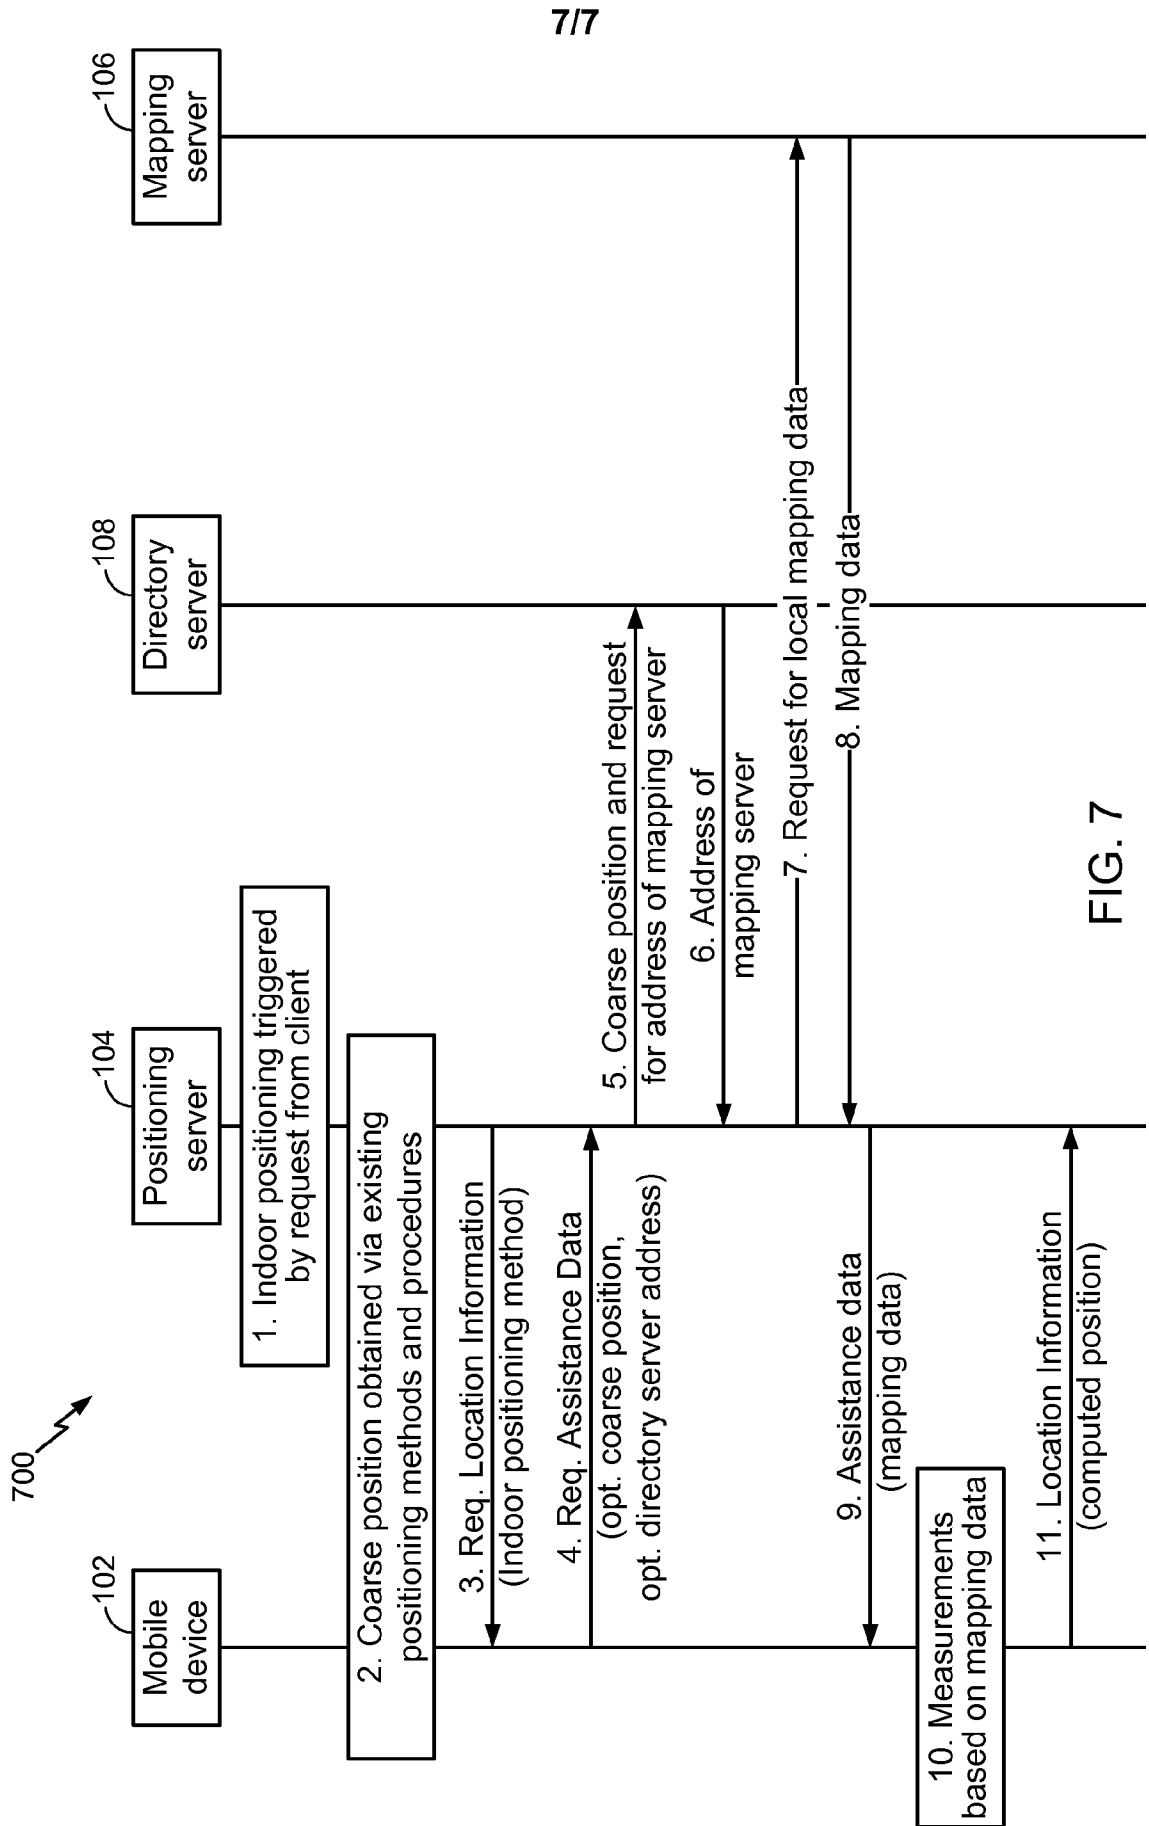 7/7
700
102
Mobile
device
104
Positioning
server
108
Directory
server
106
Mapping
server
1. Indoor positioning triggered
by request from client
2. Coarse position obtained via existing
positioning methods and procedures
3. Req. Location Information
(Indoor positioning method)
4. Req. Assistance Data
(opt. coarse position,
opt. directory server address)
5. Coarse position and request
for address of mapping server
6. Address of
mapping server
7. Request for local mapping data
8. Mapping data
9. Assistance data
(mapping data)
10. Measurements
based on mapping data
11. Location Information
(computed position)
FIG. 7